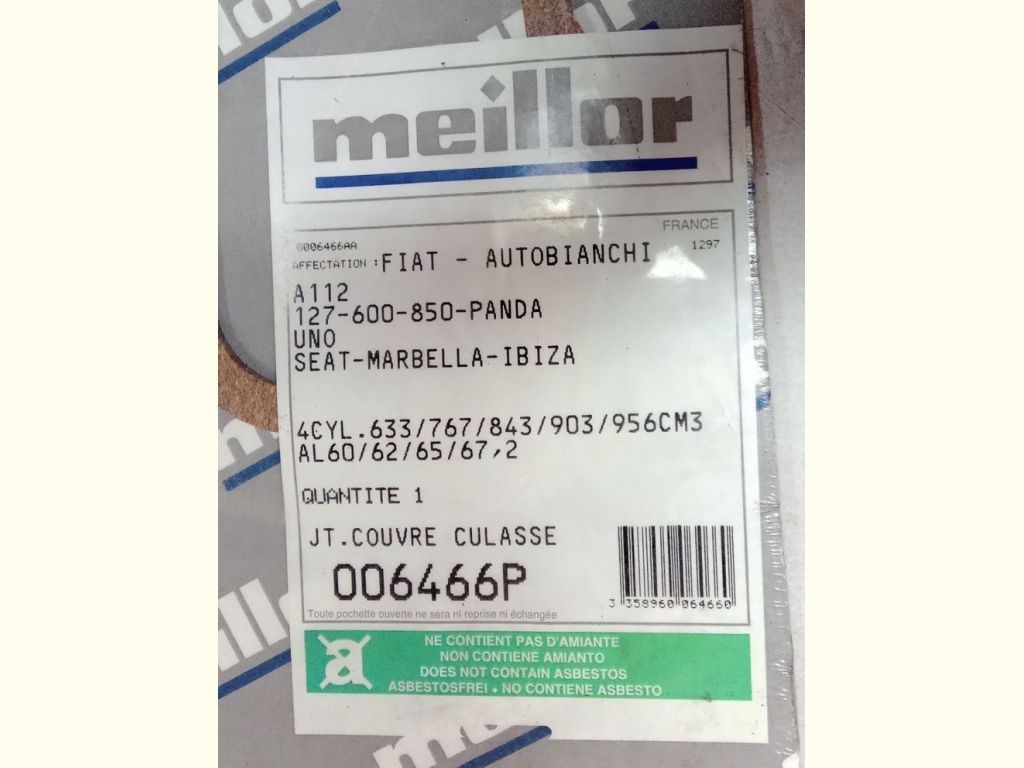 meillor
FRANCE
0006466AA
1297
AFFECTATION : FIAT - AUTOBIANCHI
A112
127-600-850-PANDA
UNO
SEAT-MARBELLA-IBIZA
4CYL.633/767/843/903/956CM3
AL60/62/65/67,2
QUANTITE 1
JT.COUVRE CULASSE
006466P
3 358960 064660
Toute pochette ouverte ne sera ni reprise ni échangée
a
NE CONTIENT PAS D'AMIANTE
NON CONTIENE AMIANTO
DOES NOT CONTAIN ASBESTOS
ASBESTOSFREI • NO CONTIENE ASBESTO